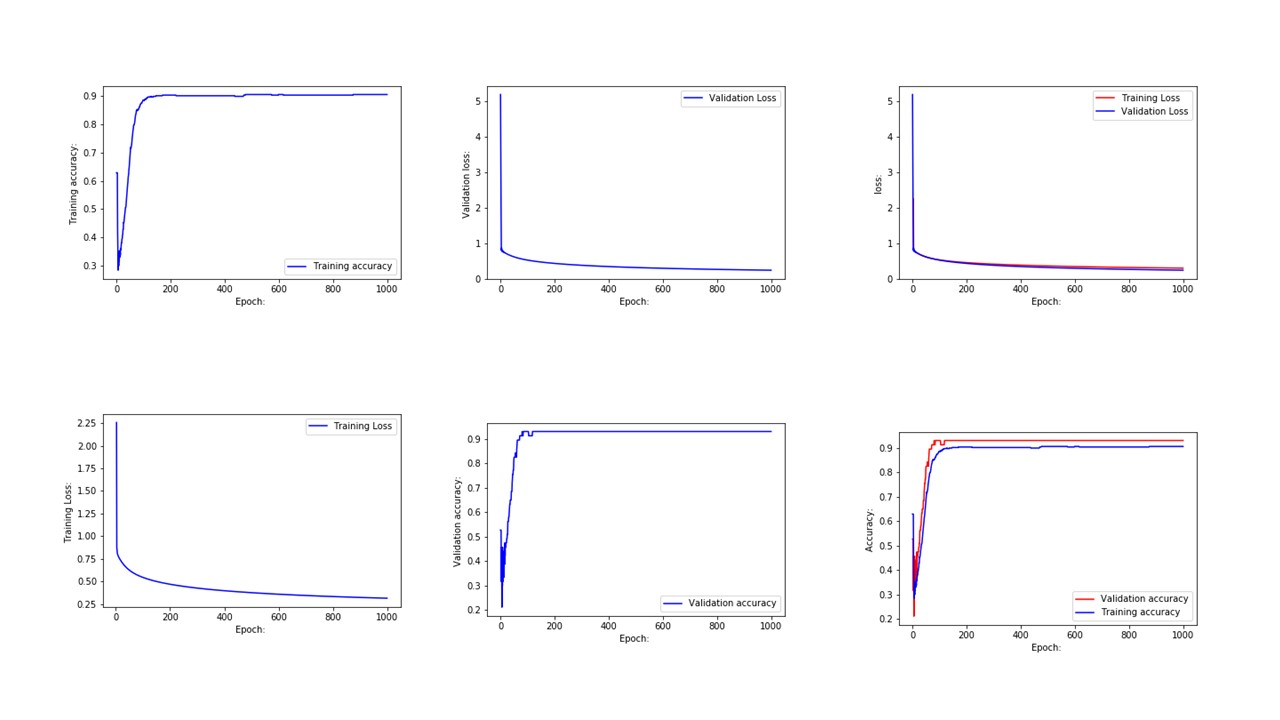 0.9
0.8
0.7
0.6
0.5
0.4
0.3
Training accuracy:
Training accuracy
0 200 400 600 800 1000
Epoch:
5
4
3
2
1
0
Validation loss:
Validation Loss
0 200 400 600 800 1000
Epoch:
5
4
3
2
1
0
loss:
Training Loss
Validation Loss
0 200 400 600 800 1000
Epoch:
2.25
2.00
1.75
1.50
1.25
1.00
0.75
0.50
0.25
Training Loss:
Training Loss
0 200 400 600 800 1000
Epoch:
0.9
0.8
0.7
0.6
0.5
0.4
0.3
0.2
Validation accuracy:
Validation accuracy
0 200 400 600 800 1000
Epoch:
0.9
0.8
0.7
0.6
0.5
0.4
0.3
0.2
Accuracy:
Validation accuracy
Training accuracy
0 200 400 600 800 1000
Epoch: